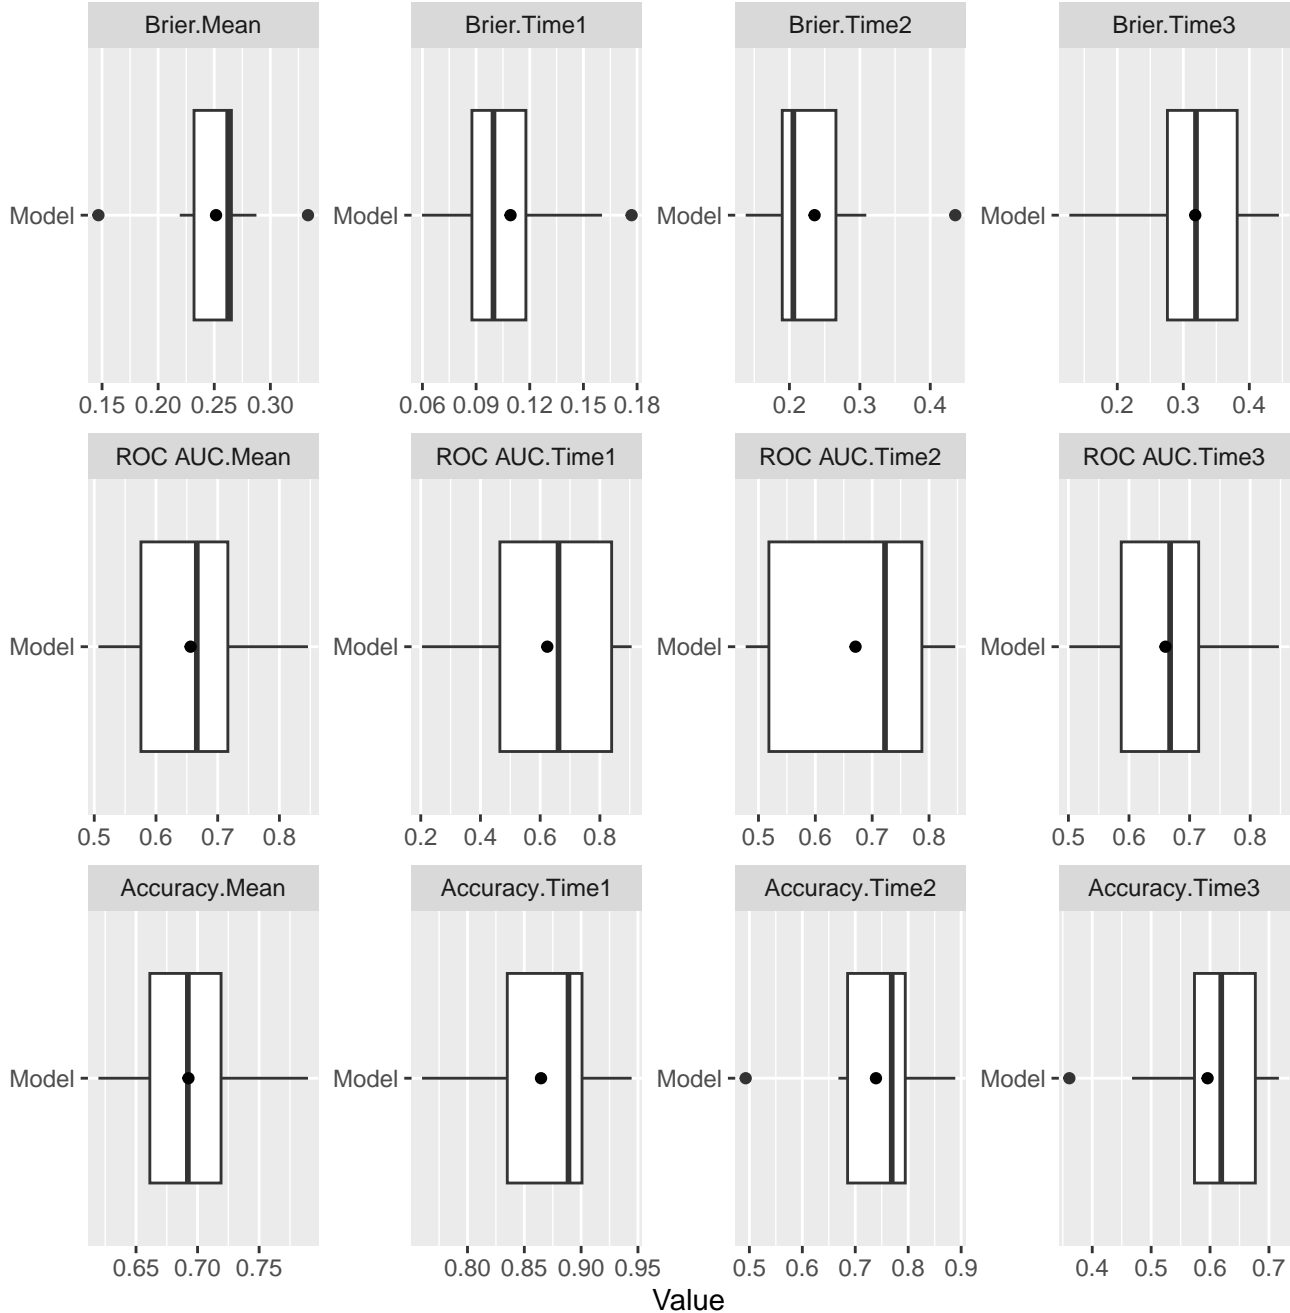 Brier.Mean Brier.Time1 Brier.Time2 Brier.Time3
Model Model Model Model
0.15 0.20 0.25 0.30 0.06 0.09 0.12 0.15 0.18 0.2 0.3 0.4 0.2 0.3 0.4
ROC AUC.Mean ROC AUC.Time1 ROC AUC.Time2 ROC AUC.Time3
Model Model Model Model
0.5 0.6 0.7 0.8 0.2 0.4 0.6 0.8 0.5 0.6 0.7 0.8 0.5 0.6 0.7 0.8
Accuracy.Mean Accuracy.Time1 Accuracy.Time2 Accuracy.Time3
Model Model Model Model
0.65 0.70 0.75 0.80 0.85 0.90 0.95 0.5 0.6 0.7 0.8 0.9 0.4 0.5 0.6 0.7
Value